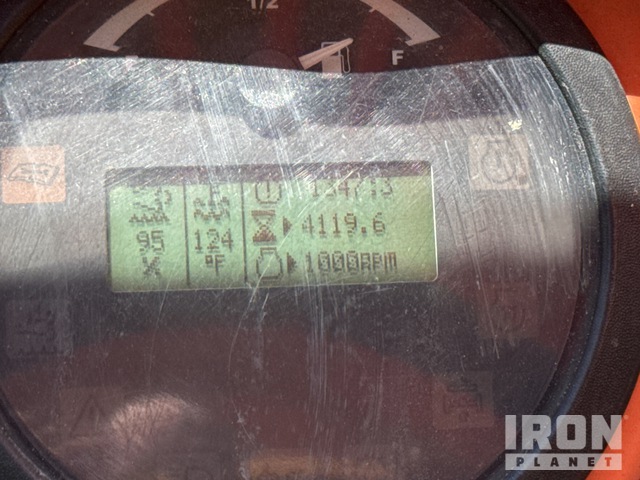 1/2
F
95
124
°F
4119.6
1000RPM
IRON
PLANET